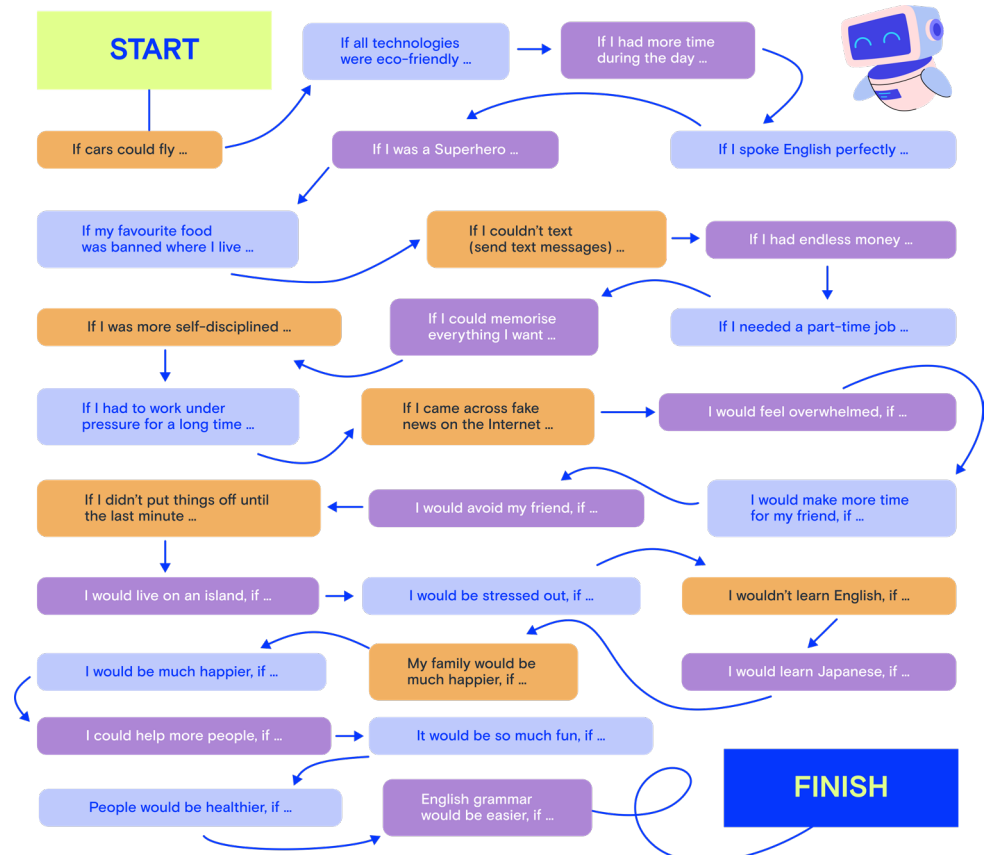 START
If cars could fly ...
If all technologies
were eco-friendly ...
If I had more time
during the day ...
If I spoke English perfectly ...
If I was a Superhero ...
If my favourite food
was banned where I live ...
If I couldn't text
(send text messages) ...
If I had endless money ...
If I needed a part-time job ...
If I could memorise
everything I want ...
If I was more self-disciplined ...
If I had to work under
pressure for a long time ...
If I came across fake
news on the Internet ...
I would feel overwhelmed, if ...
I would make more time
for my friend, if ...
I would avoid my friend, if ...
If I didn't put things off until
the last minute ...
I would live on an island, if ...
I would be stressed out, if ...
I wouldn't learn English, if ...
I would learn Japanese, if ...
My family would be
much happier, if ...
I would be much happier, if ...
I could help more people, if ...
It would be so much fun, if ...
People would be healthier, if ...
English grammar
would be easier, if ...
FINISH